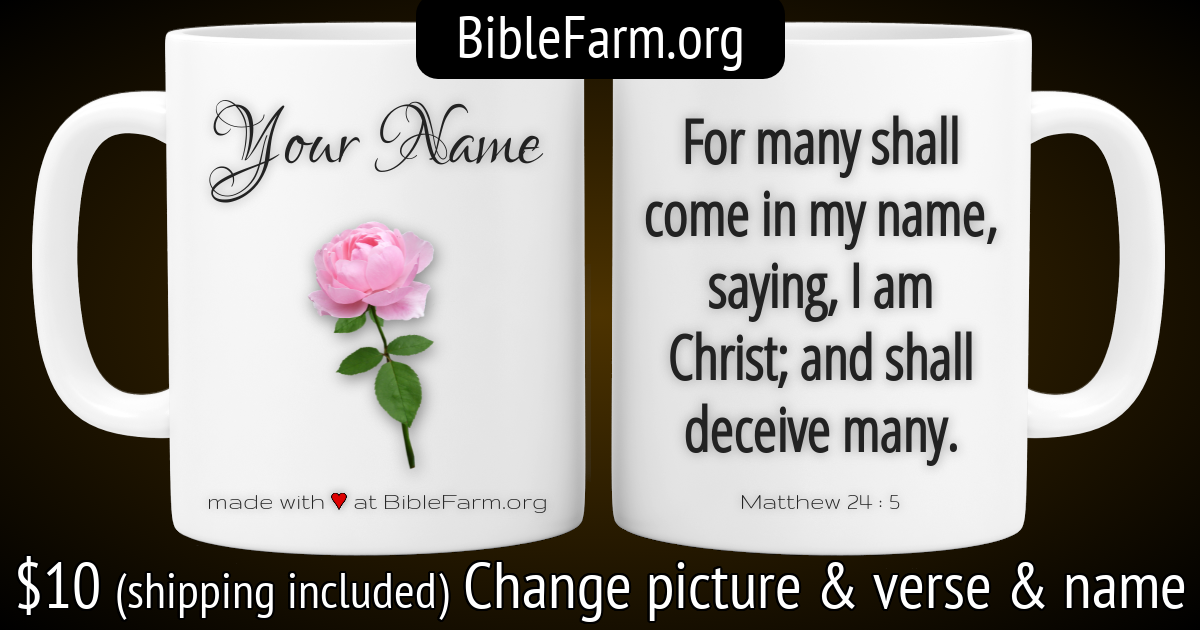 BibleFarm.org
Your Name
made with ♥ at BibleFarm.org
For many shall
come in my name,
saying, I am
Christ; and shall
deceive many.
Matthew 24 : 5
$10 (shipping included) Change picture & verse & name